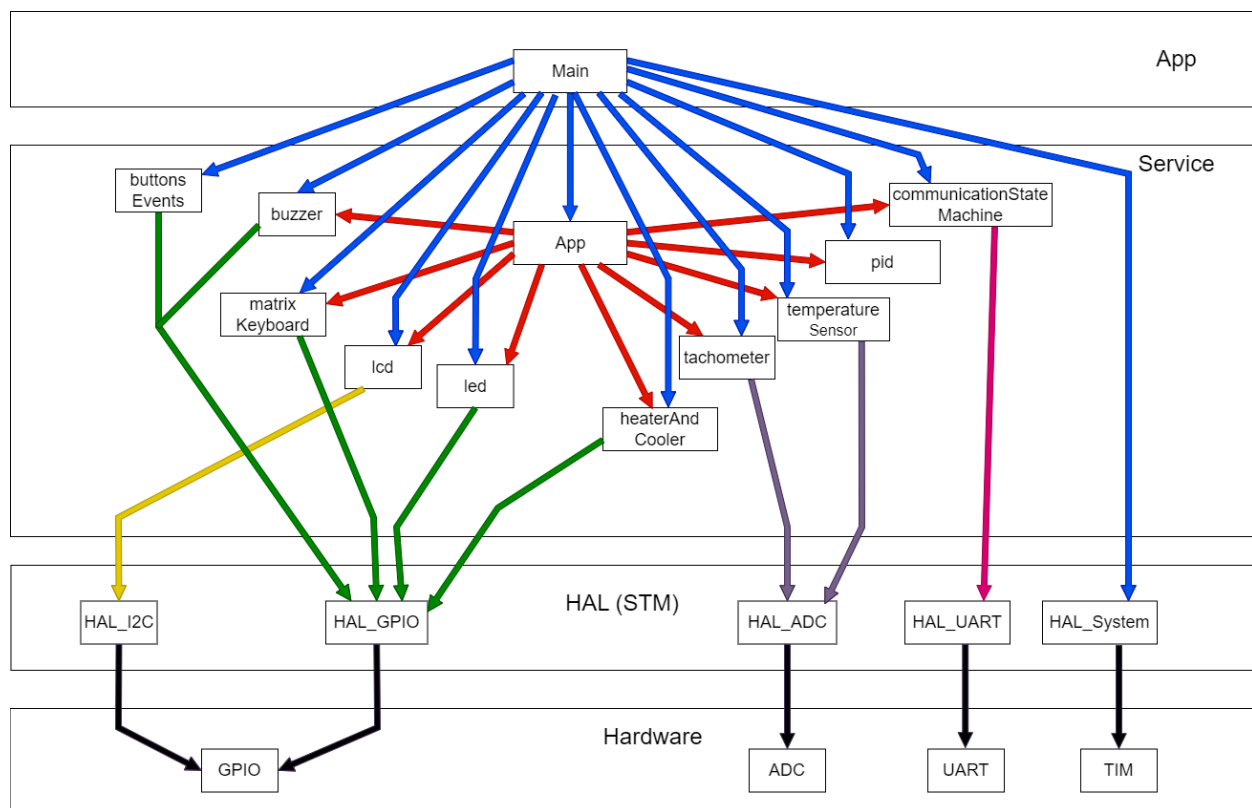 App
Main
Service
buttons
Events
buzzer
communicationState
Machine
App
pid
matrix
Keyboard
temperature
Sensor
lcd
tachometer
led
heaterAnd
Cooler
HAL (STM)
HAL_I2C
HAL_GPIO
HAL_ADC
HAL_UART
HAL_System
Hardware
GPIO
ADC
UART
TIM